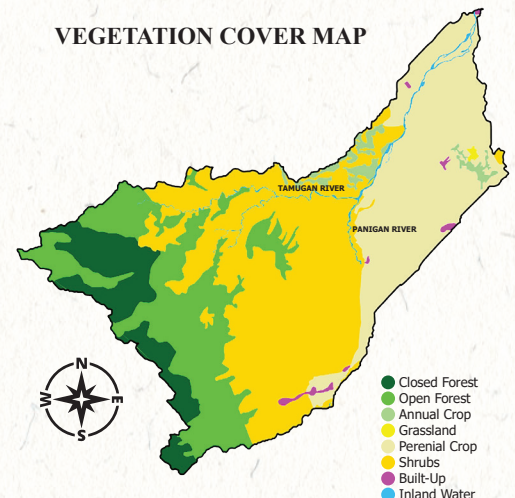 VEGETATION COVER MAP
TAMUGAN RIVER
PANIGAN RIVER
N
W
E
S
Closed Forest
Open Forest
Annual Crop
Grassland
Perenial Crop
Shrubs
Built-Up
Inland Water